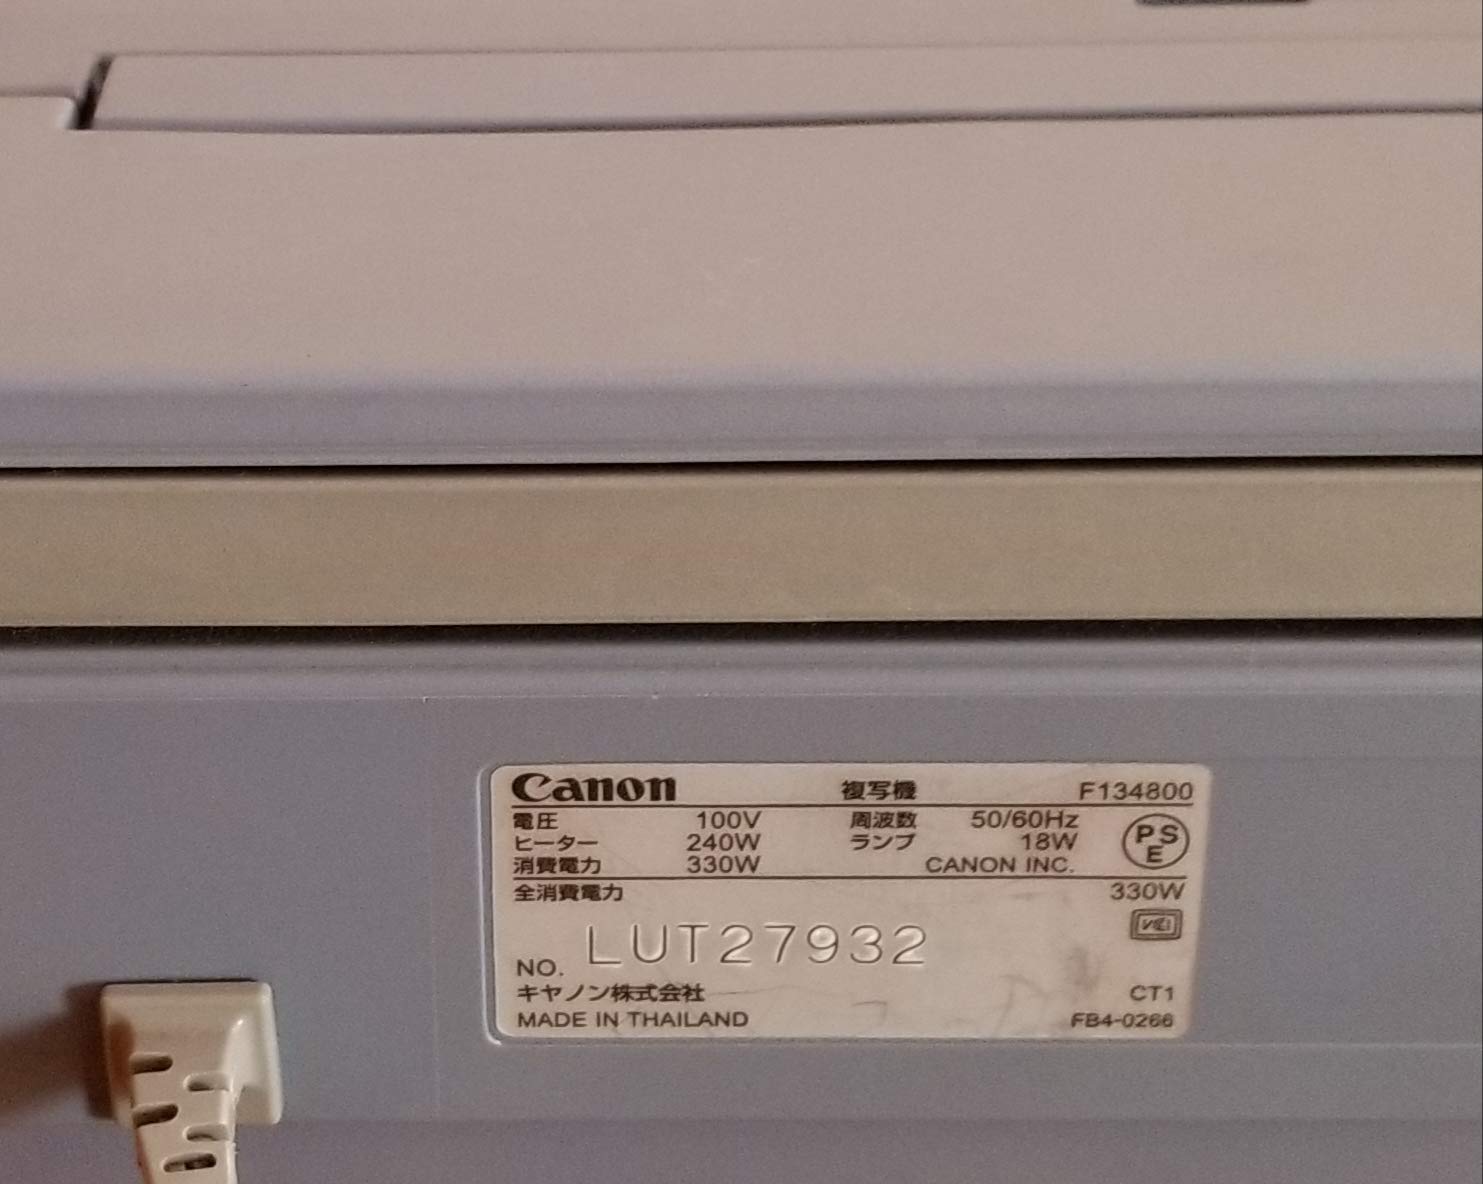 Canon 複写機 F134800
電圧 100V 周波数 50/60Hz
ヒーター 240W ランプ 18W
PSE
消費電力 330W CANON INC.
全消費電力 330W
VCCI
NO. LUT27932
キヤノン株式会社 CT1
MADE IN THAILAND FB4-0266